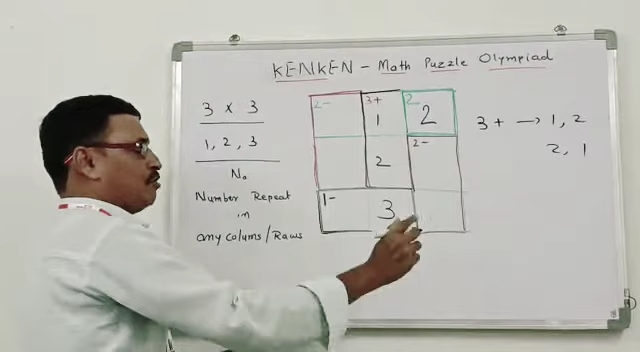 KENKEN - Math Puzzle Olympiad
3 x 3
1, 2, 3
No
Number Repeat
in
any colums/Raws
2- 3+ 2
1 2
2 2-
1- 3
3+ → 1, 2
2, 1